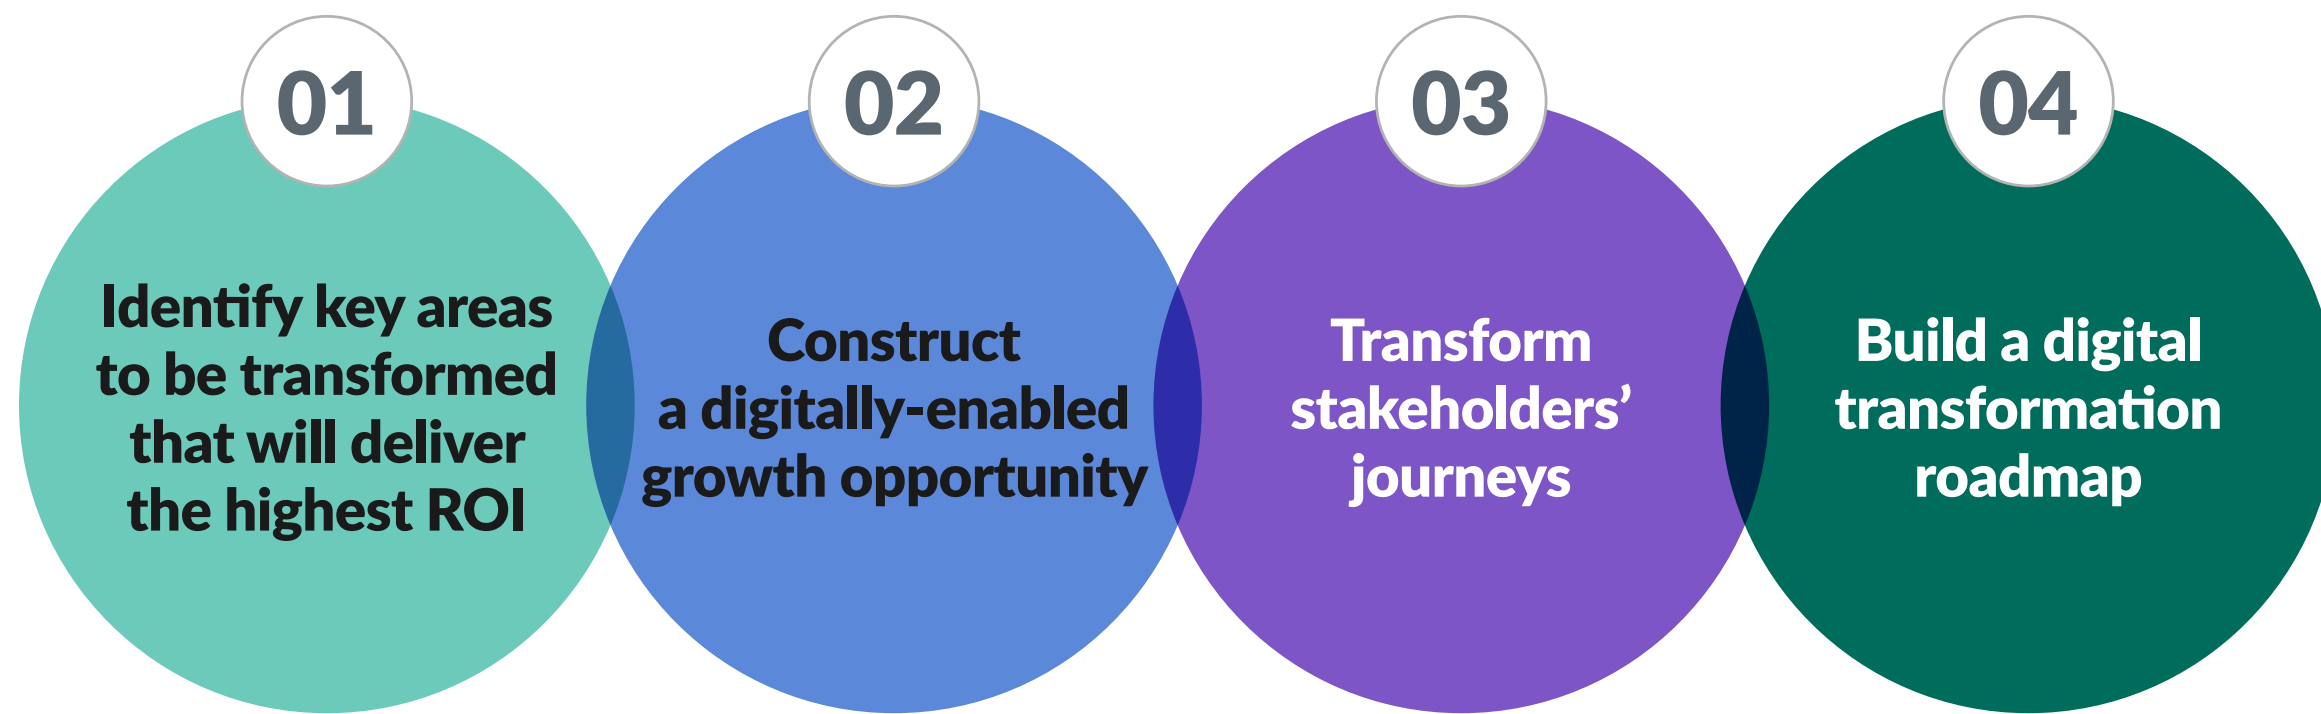 01
Identify key areas
to be transformed
that will deliver
the highest ROI
02
Construct
a digitally-enabled
growth opportunity
03
Transform
stakeholders’
journeys
04
Build a digital
transformation
roadmap